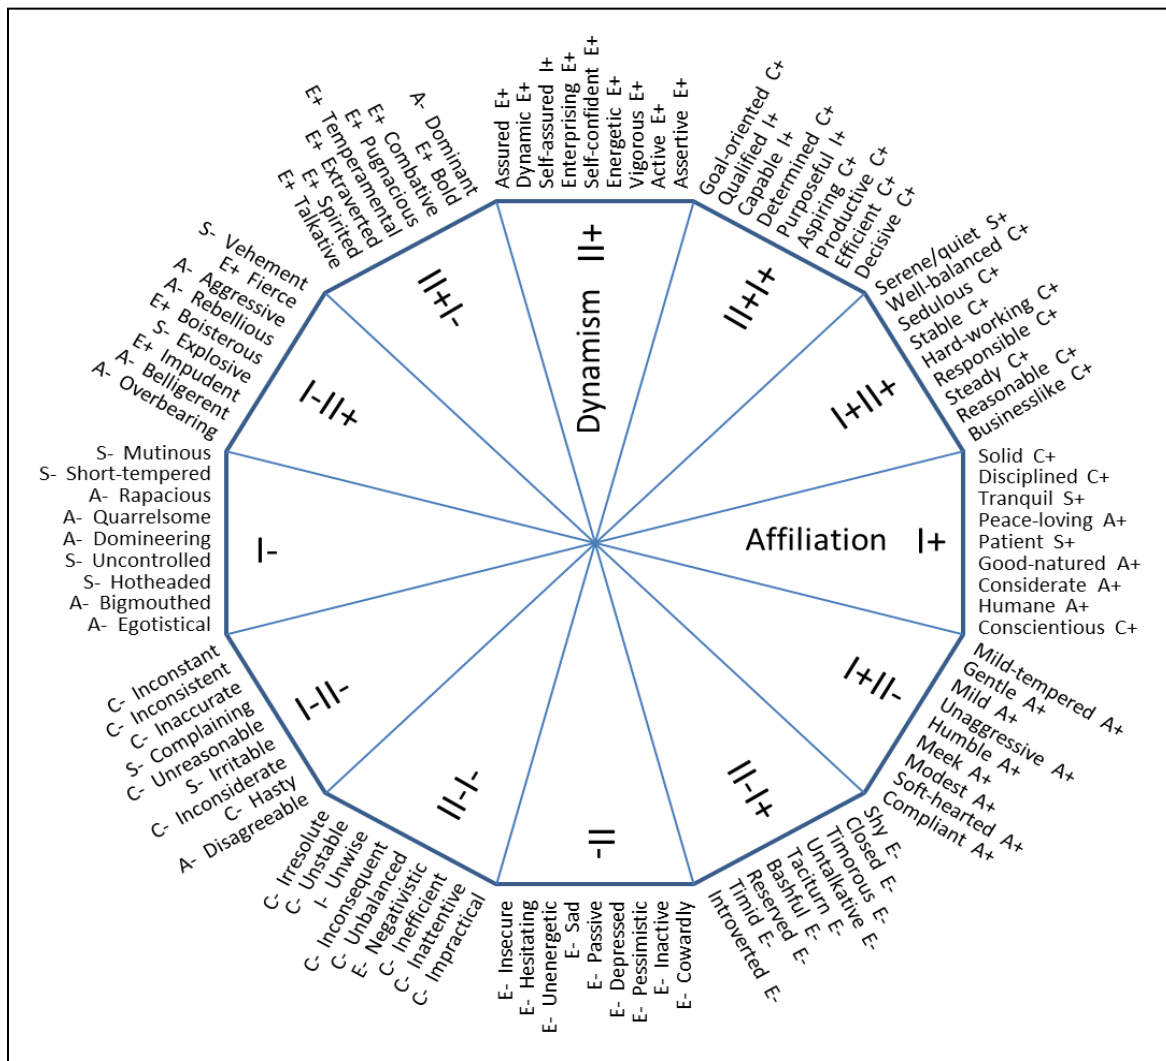 Assured E+
Dynamic E+
Self-assured I+
Enterprising E+
Self-confident E+
Energetic E+
Vigorous E+
Active E+
Assertive E+
Goal-oriented C+
Qualified I+
Capable I+
Determined C+
Purposeful I+
Aspiring C+
Productive C+
Efficient C+
Decisive C+
Serene/quiet S+
Well-balanced C+
Sedulous C+
Stable C+
Hard-working C+
Responsible C+
Steady C+
Reasonable C+
Businesslike C+
Solid C+
Disciplined C+
Tranquil S+
Peace-loving A+
Patient S+
Good-natured A+
Considerate A+
Humane A+
Conscientious C+
Mild-tempered A+
Gentle A+
Mild A+
Unaggressive A+
Humble A+
Meek A+
Modest A+
Soft-hearted A+
Compliant A+
Shy E-
Closed E-
Timorous E-
Untalkative E-
Taciturn E-
Bashful E-
Reserved E-
Timid E-
Introverted E-
E- Cowardly
E- Inactive
E- Pessimistic
E- Depressed
E- Passive
E- Sad
E- Unenergetic
E- Hesitating
E- Insecure
C- Impractical
C- Inattentive
C- Inefficient
E- Negativistic
C- Unbalanced
C- Inconsequent
I- Unwise
C- Unstable
C- Irresolute
A- Disagreeable
C- Hasty
C- Inconsiderate
S- Irritable
C- Unreasonable
S- Complaining
C- Inaccurate
C- Inconsistent
C- Inconstant
A- Egotistical
A- Bigmouthed
S- Hotheaded
S- Uncontrolled
A- Domineering
A- Quarrelsome
A- Rapacious
S- Short-tempered
S- Mutinous
A- Overbearing
A- Belligerent
E+ Impudent
S- Explosive
E+ Boisterous
A- Rebellious
A- Aggressive
E+ Fierce
S- Vehement
E+ Talkative
E+ Spirited
E+ Extraverted
E+ Temperamental
E+ Pugnacious
E+ Combative
E+ Bold
A- Dominant
Dynamism II+
II+I+
I+II+
Affiliation I+
I+II-
II-I+
II-
II-I-
I-II-
I-
I-II+
II+I-